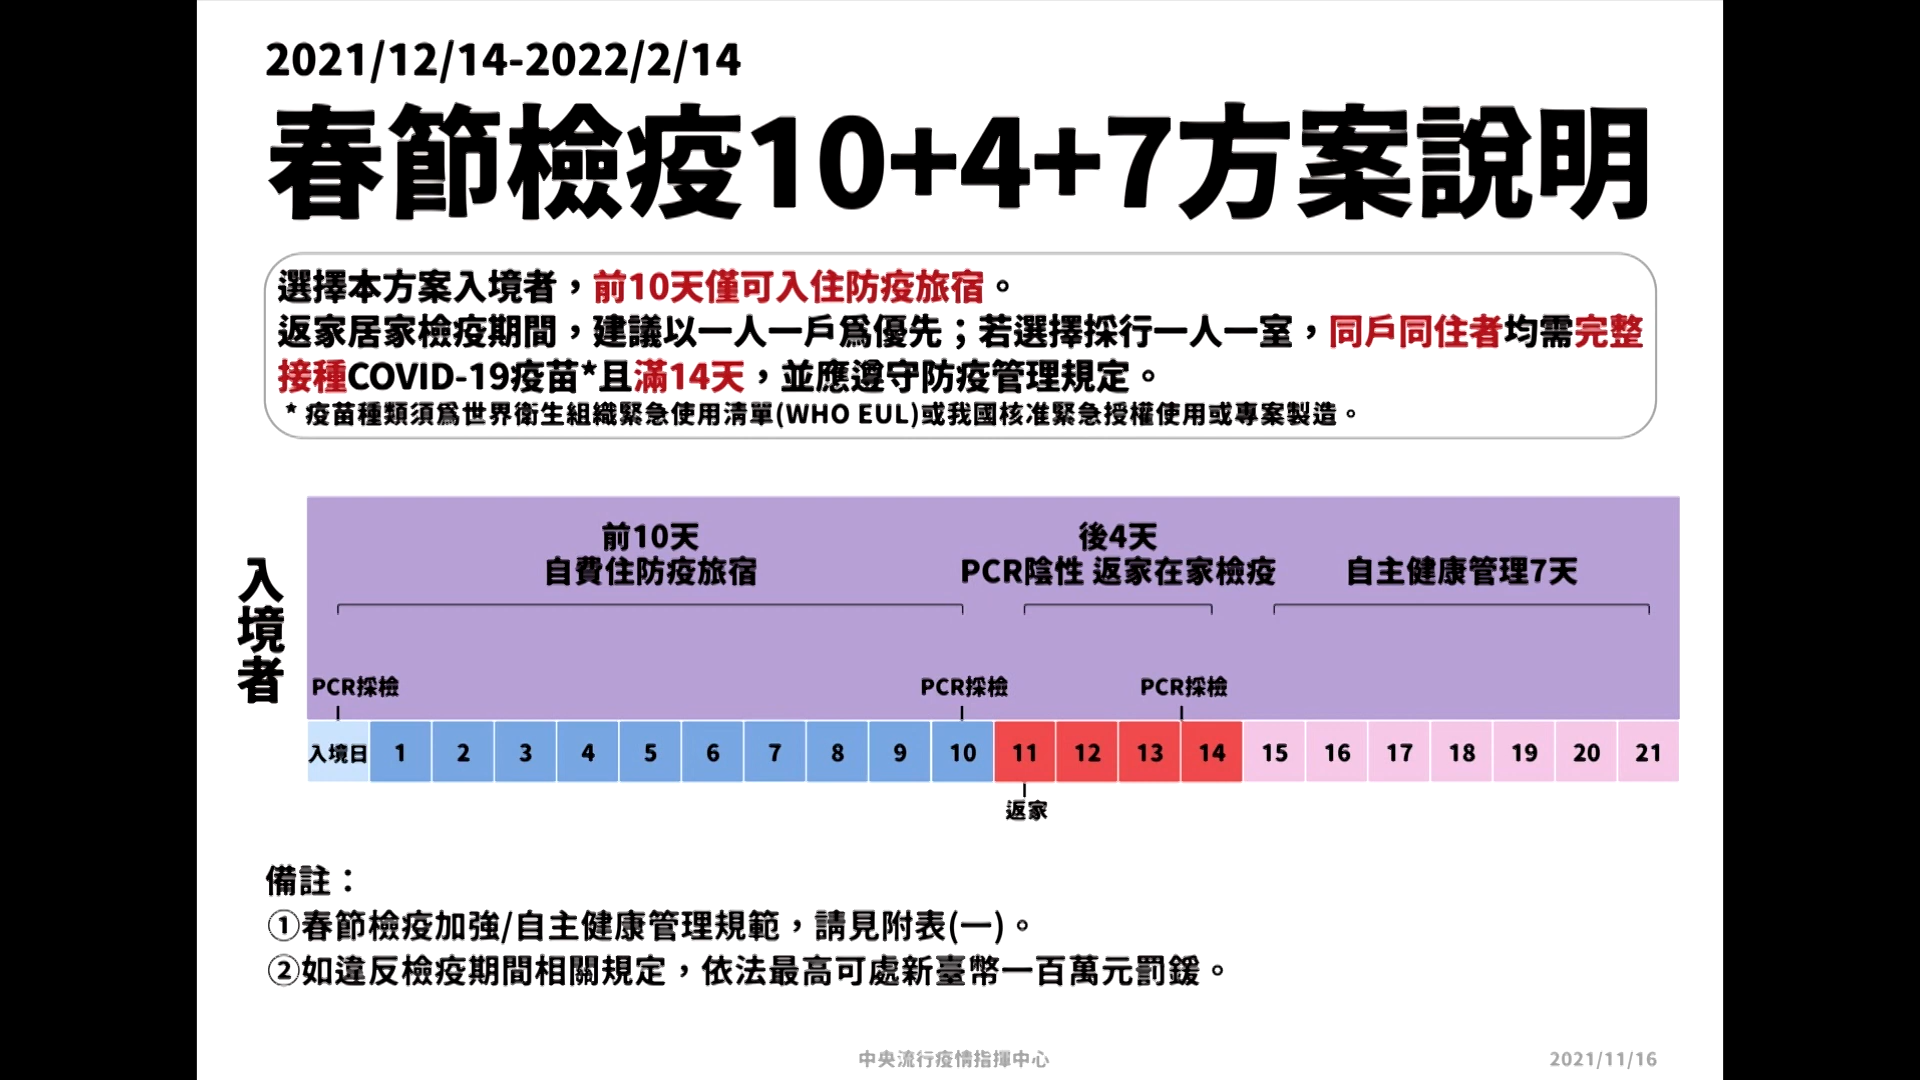 2021/12/14-2022/2/14
春節檢疫10+4+7方案說明
選擇本方案入境者，前10天僅可入住防疫旅宿。
返家居家檢疫期間，建議以一人一戶為優先；若選擇採行一人一室，同戶同住者均需完整
接種COVID-19疫苗*且滿14天，並應遵守防疫管理規定。
* 疫苗種類須為世界衛生組織緊急使用清單(WHO EUL)或我國核准緊急授權使用或專案製造。
入境者
前10天
自費住防疫旅宿
後4天
PCR陰性 返家在家檢疫
自主健康管理7天
PCR採檢
PCR採檢
PCR採檢
入境日 1 2 3 4 5 6 7 8 9 10 11 12 13 14 15 16 17 18 19 20 21
返家
備註：
①春節檢疫加強/自主健康管理規範，請見附表(一)。
②如違反檢疫期間相關規定，依法最高可處新臺幣一百萬元罰鍰。
中央流行疫情指揮中心
2021/11/16